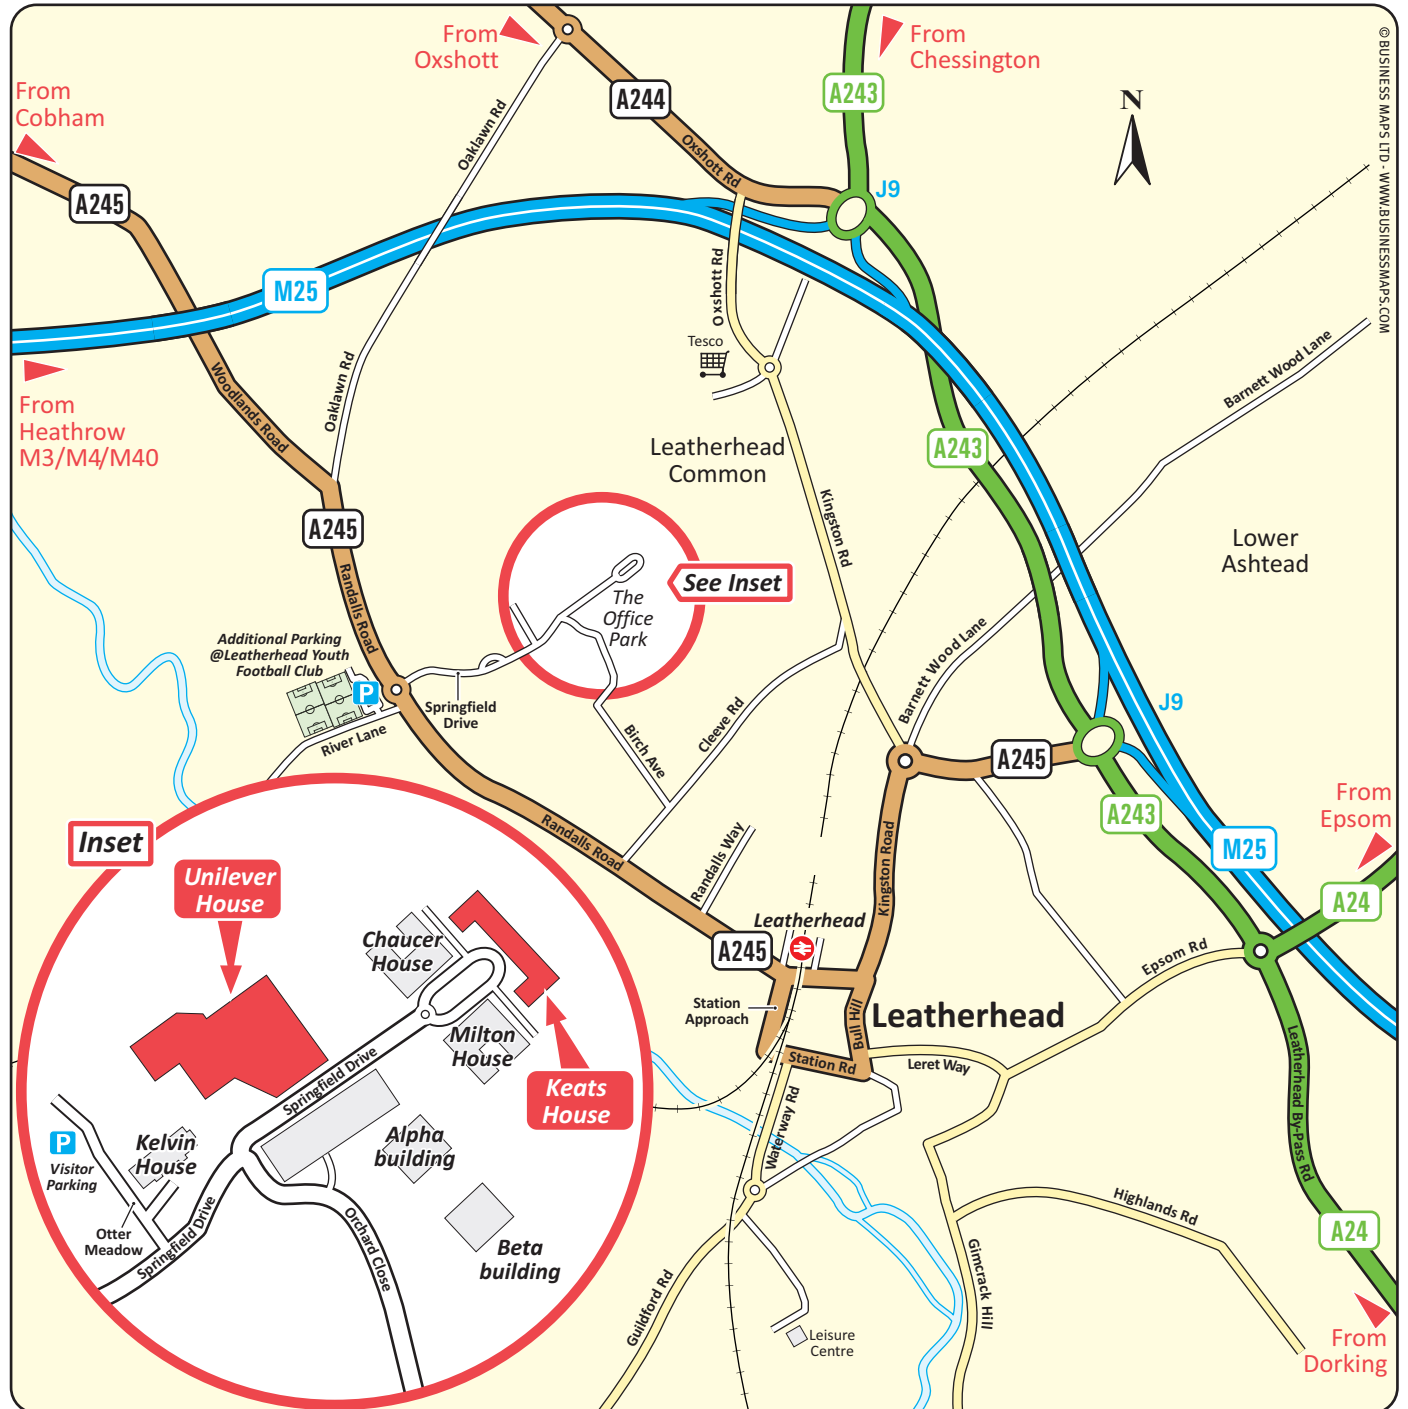 From
Oxshott
From
Chessington
© BUSINESS MAPS LTD - WWW.BUSINESSMAPS.COM
From
Cobham
A244
A243
N
Oaklawn Rd
Oxshott Rd
A245
J9
M25
Oxshott Rd
Tesco
Barnett Wood Lane
From
Heathrow
M3/M4/M40
Woodlands Road
Oaklawn Rd
Leatherhead
Common
A243
Kingston Rd
A245
Lower
Ashtead
See Inset
The
Office
Park
Randalls Road
Additional Parking
@Leatherhead Youth
Football Club
P
Springfield
Drive
River Lane
Birch Ave
Cleeve Rd
Barnett Wood Lane
J9
A245
A243
From
Epsom
M25
A24
Inset
Randalls Road
Randalls Way
Kingston Road
Unilever
House
Leatherhead
A245
Epsom Rd
Chaucer
House
Station
Approach
Bull Hill
Leatherhead
Milton
House
Station Rd
Leret Way
Leatherhead By-Pass Rd
Springfield Drive
Keats
House
Waterway Rd
P
Visitor
Parking
Kelvin
House
Alpha
building
Otter
Meadow
Springfield Drive
Orchard Close
Beta
building
Highlands Rd
A24
Gimcrack Hill
Guildford Rd
Leisure
Centre
From
Dorking